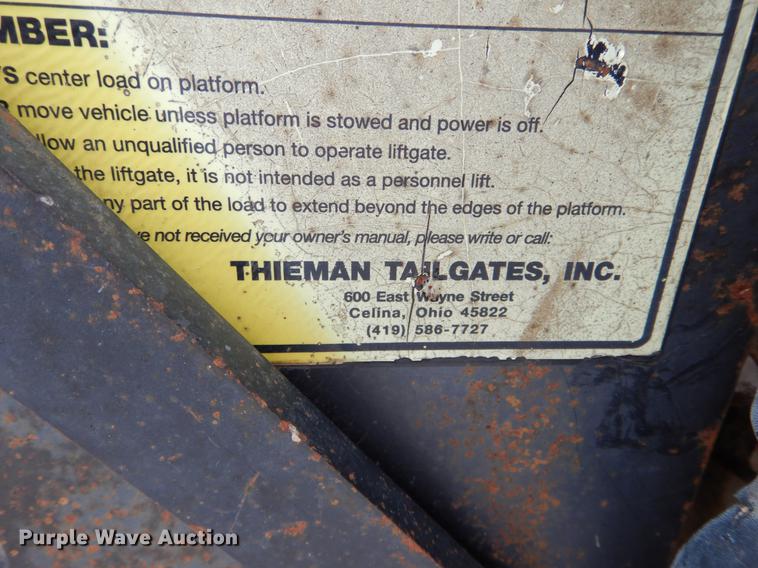 MBER:
YS center load on platform.
R move vehicle unless platform is stowed and power is off.
llow an unqualified person to operate liftgate.
the liftgate, it is not intended as a personnel lift.
ny part of the load to extend beyond the edges of the platform.
ve not received your owner's manual, please write or call:
THIEMAN TAILGATES, INC.
600 East Wayne Street
Celina, Ohio 45822
(419) 586-7727
Purple Wave Auction